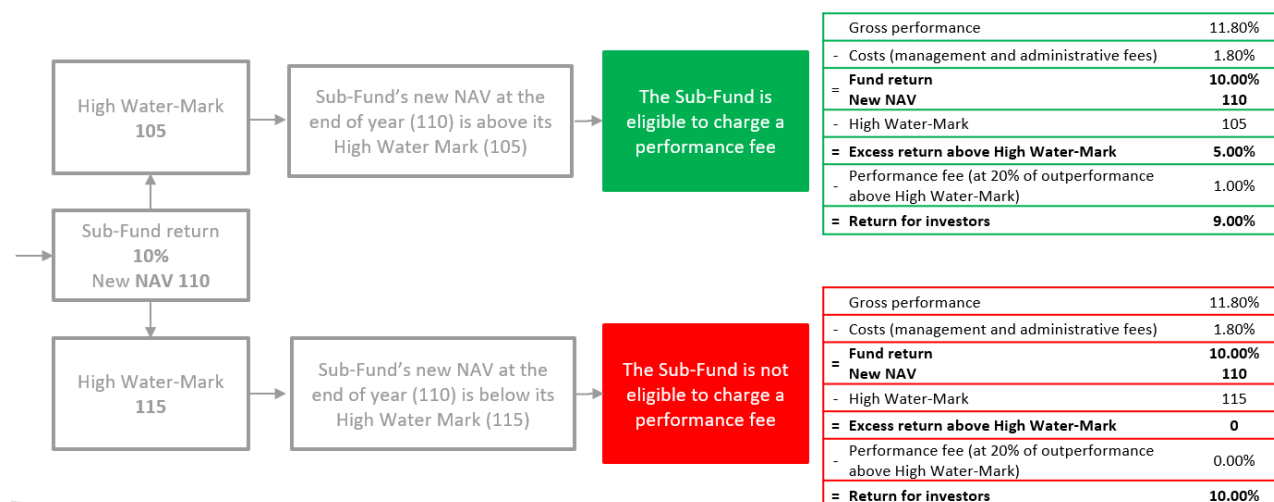 High Water-Mark
105
Sub-Fund's new NAV at the
end of year (110) is above its
High Water Mark (105)
The Sub-Fund is
eligible to charge a
performance fee
Gross performance 11.80%
- Costs (management and administrative fees) 1.80%
= Fund return 10.00%
New NAV 110
- High Water-Mark 105
= Excess return above High Water-Mark 5.00%
- Performance fee (at 20% of outperformance
above High Water-Mark) 1.00%
= Return for investors 9.00%
Sub-Fund return
10%
New NAV 110
High Water-Mark
115
Sub-Fund's new NAV at the
end of year (110) is below its
High Water Mark (115)
The Sub-Fund is not
eligible to charge a
performance fee
Gross performance 11.80%
- Costs (management and administrative fees) 1.80%
= Fund return 10.00%
New NAV 110
- High Water-Mark 115
= Excess return above High Water-Mark 0
- Performance fee (at 20% of outperformance
above High Water-Mark) 0.00%
= Return for investors 10.00%